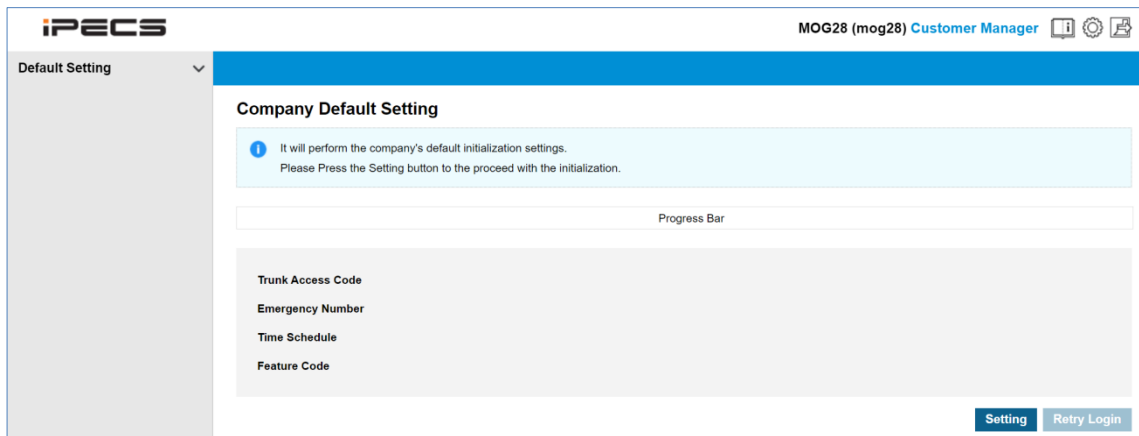 iPECS
MOG28 (mog28) Customer Manager
Default Setting
Company Default Setting
It will perform the company's default initialization settings.
Please Press the Setting button to the proceed with the initialization.
Progress Bar
Trunk Access Code
Emergency Number
Time Schedule
Feature Code
Setting
Retry Login